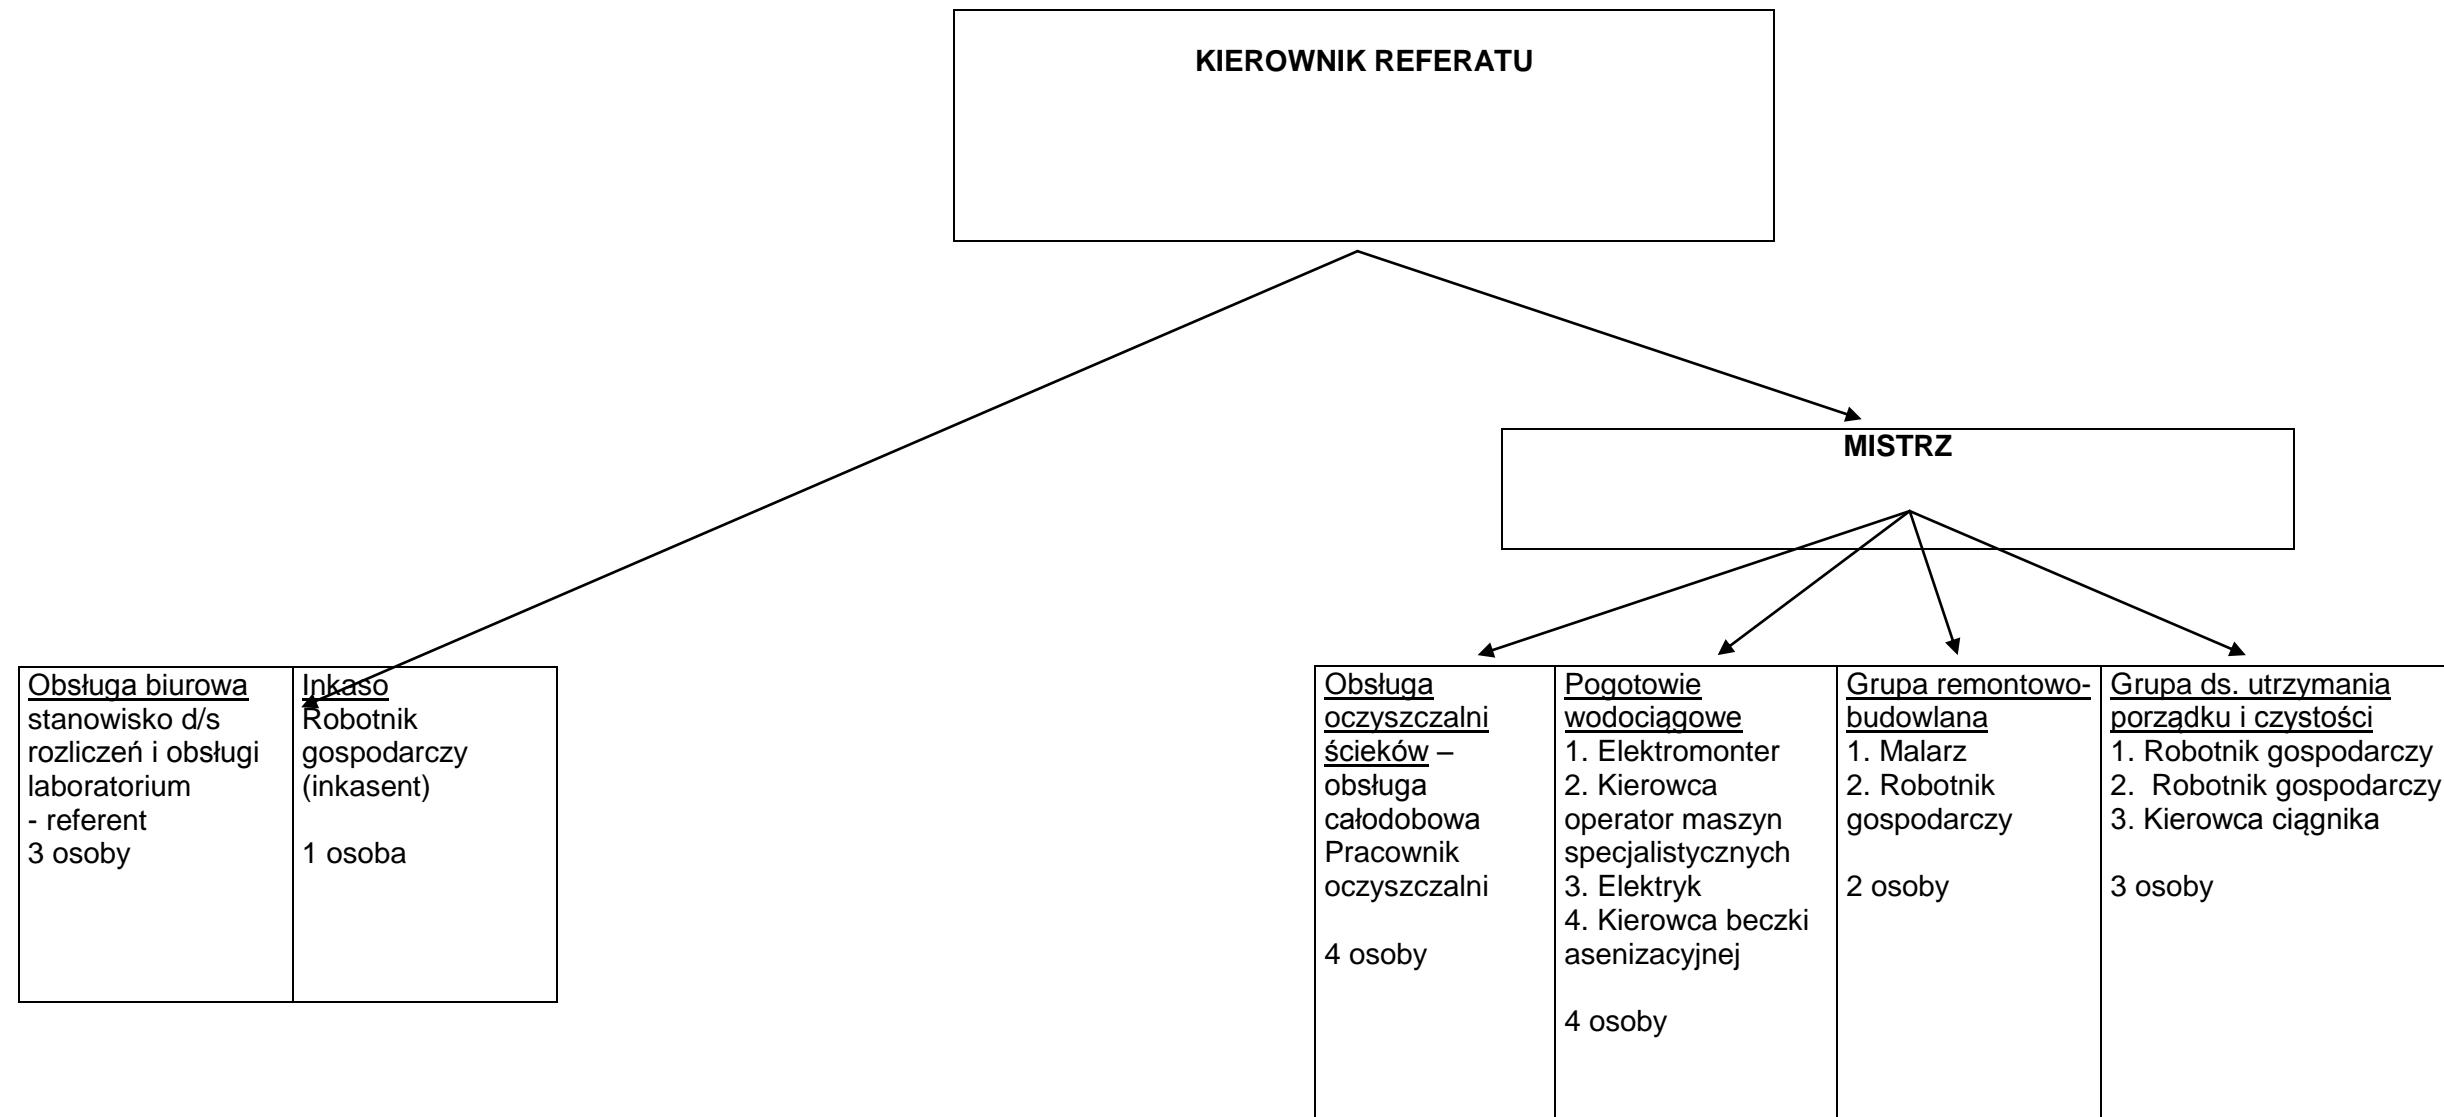 KIEROWNIK REFERATU
MISTRZ
Obsługa biurowa
stanowisko d/s
rozliczeń i obsługi
laboratorium
- referent
3 osoby
Inkaso
Robotnik
gospodarczy
(inkasent)
1 osoba
Obsługa
oczyszczalni
ścieków –
obsługa
całodobowa
Pracownik
oczyszczalni
4 osoby
Pogotowie
wodociągowe
1. Elektromonter
2. Kierowca
operator maszyn
specjalistycznych
3. Elektryk
4. Kierowca beczki
asenizacyjnej
4 osoby
Grupa remontowo-
budowlana
1. Malarz
2. Robotnik
gospodarczy
2 osoby
Grupa ds. utrzymania
porządku i czystości
1. Robotnik gospodarczy
2.  Robotnik gospodarczy
3. Kierowca ciągnika
3 osoby